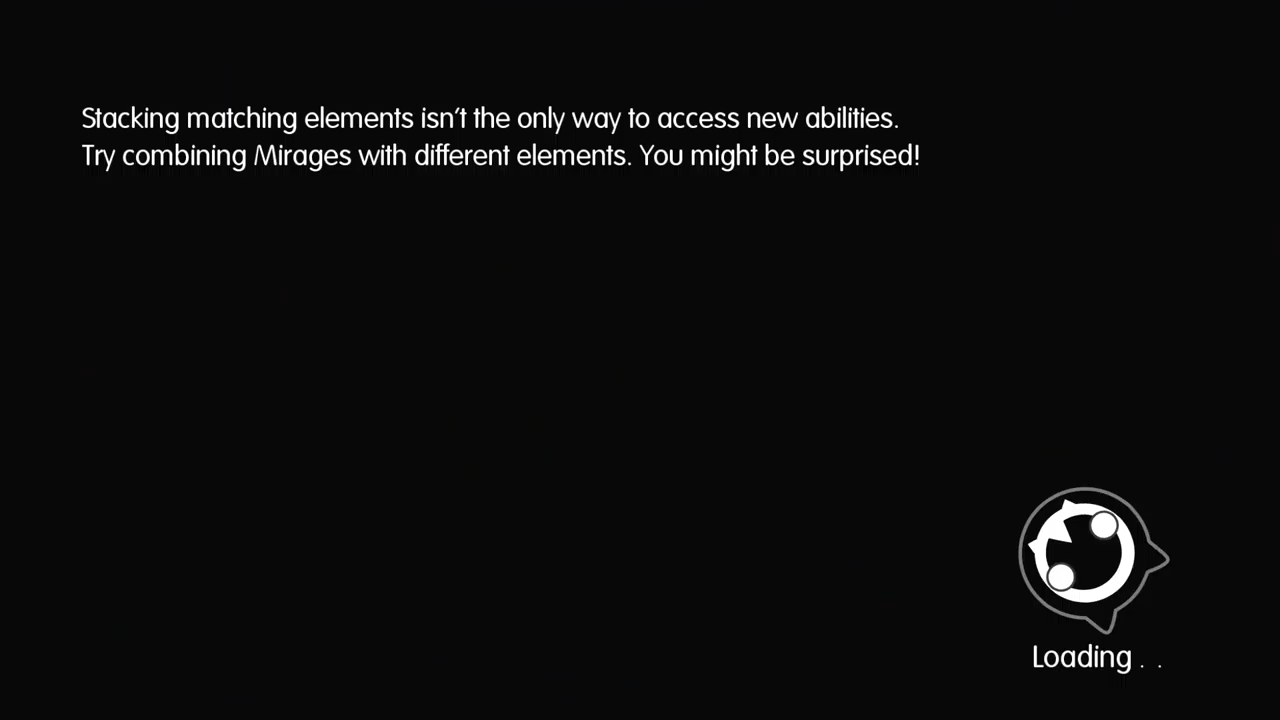 Stacking matching elements isn't the only way to access new abilities.
Try combining Mirages with different elements. You might be surprised!
Loading . .